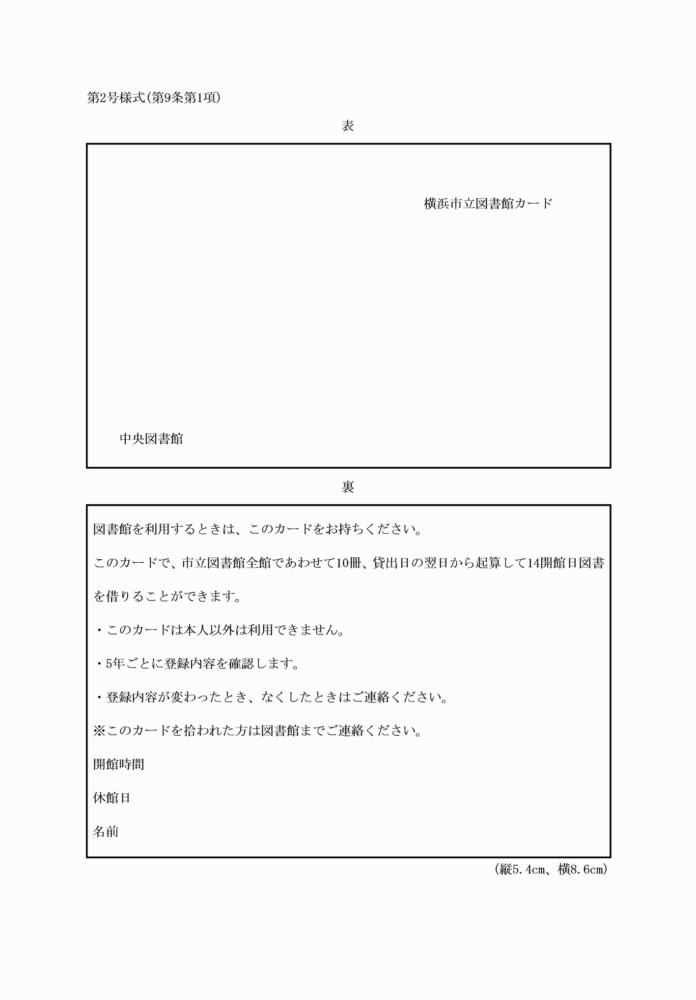 第2号様式(第9条第1項)
表
横浜市立図書館カード
中央図書館
裏
図書館を利用するときは、このカードをお持ちください。
このカードで、市立図書館全館であわせて10冊、貸出日の翌日から起算して14開館日図書
を借りることができます。
・このカードは本人以外は利用できません。
・5年ごとに登録内容を確認します。
・登録内容が変わったとき、なくしたときはご連絡ください。
※このカードを拾われた方は図書館までご連絡ください。
開館時間
休館日
名前
(縦5.4cm、横8.6cm)